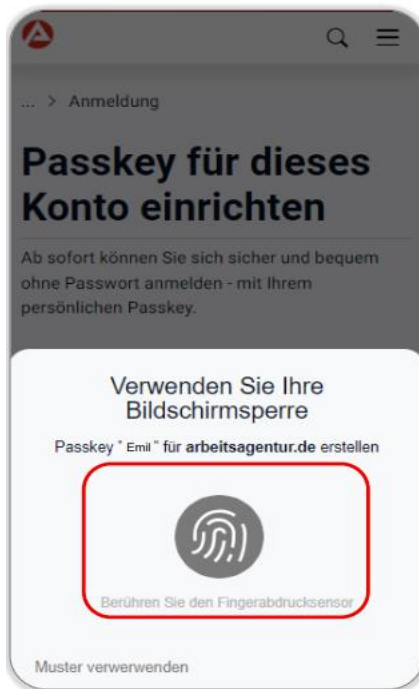 ... > Anmeldung
Passkey für dieses
Konto einrichten
Ab sofort können Sie sich sicher und bequem
ohne Passwort anmelden - mit Ihrem
persönlichen Passkey.
Verwenden Sie Ihre
Bildschirmsperre
Passkey " Emil " für arbeitsagentur.de erstellen
Berühren Sie den Fingerabdrucksensor
Muster verwerwenden